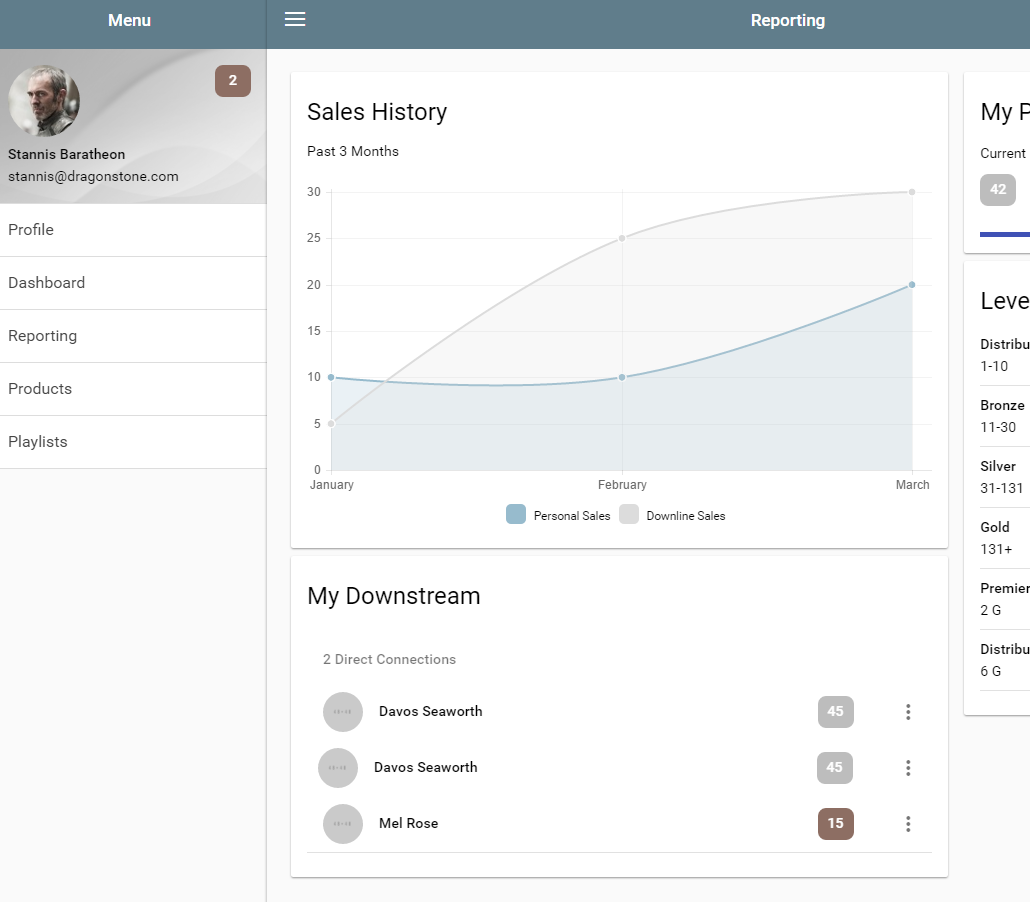 Menu
Reporting
2
Stannis Baratheon
stannis@dragonstone.com
Profile
Dashboard
Reporting
Products
Playlists
Sales History
Past 3 Months
30
25
20
15
10
5
0
January February March
Personal Sales Downline Sales
My Downstream
2 Direct Connections
Davos Seaworth 45
Davos Seaworth 45
Mel Rose 15
My P
Current
42
Leve
Distribu
1-10
Bronze
11-30
Silver
31-131
Gold
131+
Premier
2 G
Distribu
6 G